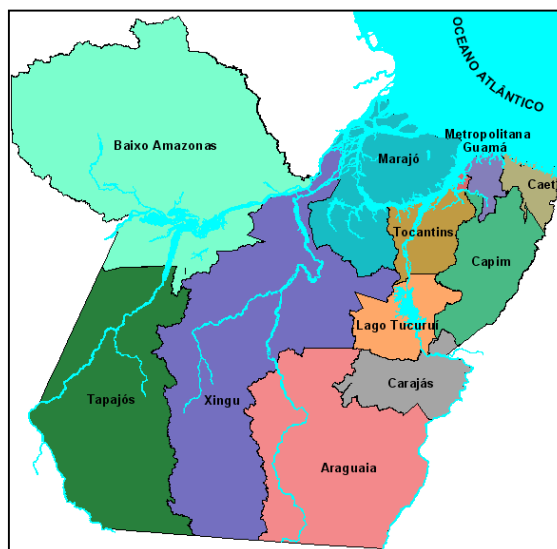 OCEANO ATLÂNTICO
Baixo Amazonas
Metropolitana
Guamá
Marajó
Caet
Tocantins
Capim
Lago Tucuruí
Carajás
Tapajós
Xingu
Araguaia